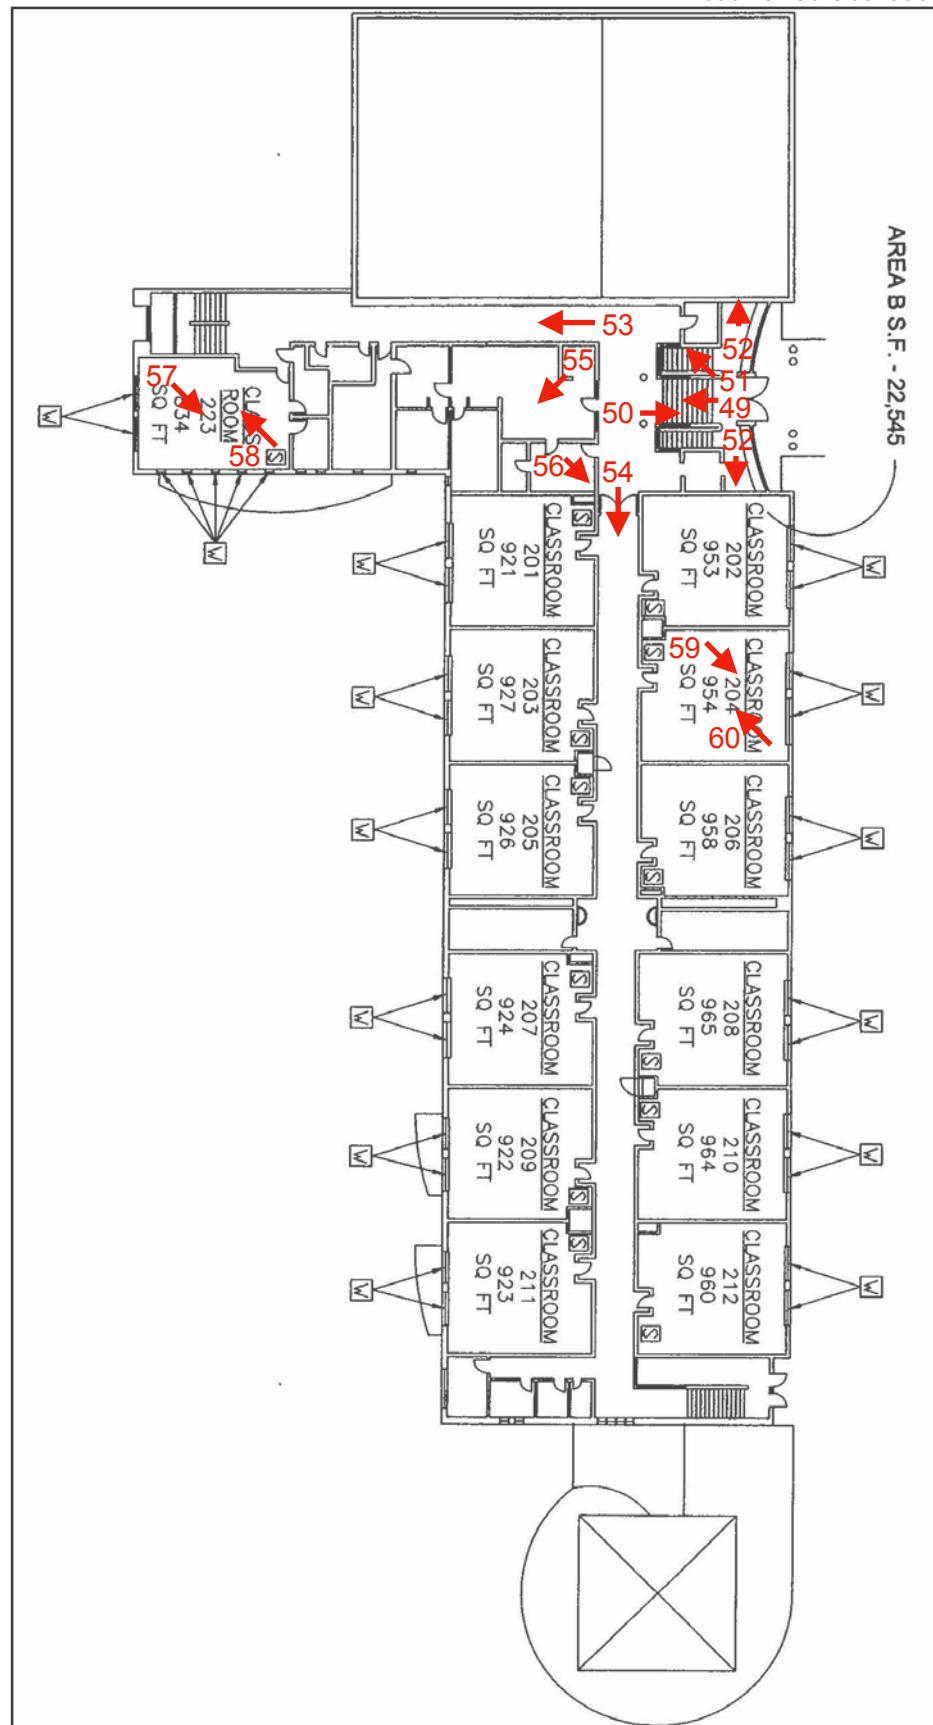 AREA B S.F. - 22,545
53
52
51
55
50
49
52
57
CLASS
ROOM
223
SQ FT
58
S
56
54
W
W
CLASSROOM
201
921
SQ FT
S
CLASSROOM
202
953
SQ FT
S
W
W
CLASSROOM
203
927
SQ FT
S
CLASSROOM
204
954
SQ FT
S
59
60
W
W
CLASSROOM
205
926
SQ FT
S
CLASSROOM
206
958
SQ FT
S
W
W
CLASSROOM
207
924
SQ FT
S
CLASSROOM
208
965
SQ FT
S
W
W
CLASSROOM
209
922
SQ FT
S
CLASSROOM
210
964
SQ FT
S
W
W
CLASSROOM
211
923
SQ FT
S
CLASSROOM
212
960
SQ FT
S
W
W